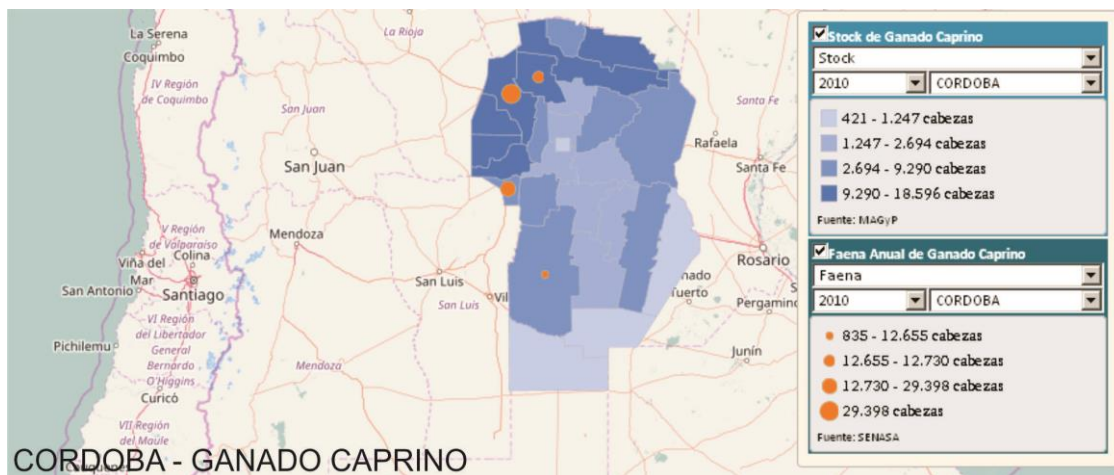 La Serena
Coquimbo
IV Región
de Coquimbo
La Rioja
San Juan
San Juan
Mendoza
San Luis
San Luis
Mendoza
V Región
de Valparaíso
Colina
Viña del
Mar
San Antonio
Santiago
VI Región
del Libertador
General
Bernardo
O'Higgins
Pichilemu
Curicó
VII Región
del Maule
Santa Fe
Rafaela
Santa Fe
Rosario
Pergamino
Junín
CORDOBA - GANADO CAPRINO
Stock de Ganado Caprino
Stock
2010 CORDOBA
421 - 1.247 cabezas
1.247 - 2.694 cabezas
2.694 - 9.290 cabezas
9.290 - 18.596 cabezas
Fuente: MAGyP
Faena Anual de Ganado Caprino
Faena
2010 CORDOBA
835 - 12.655 cabezas
12.655 - 12.730 cabezas
12.730 - 29.398 cabezas
29.398 cabezas
Fuente: SENASA